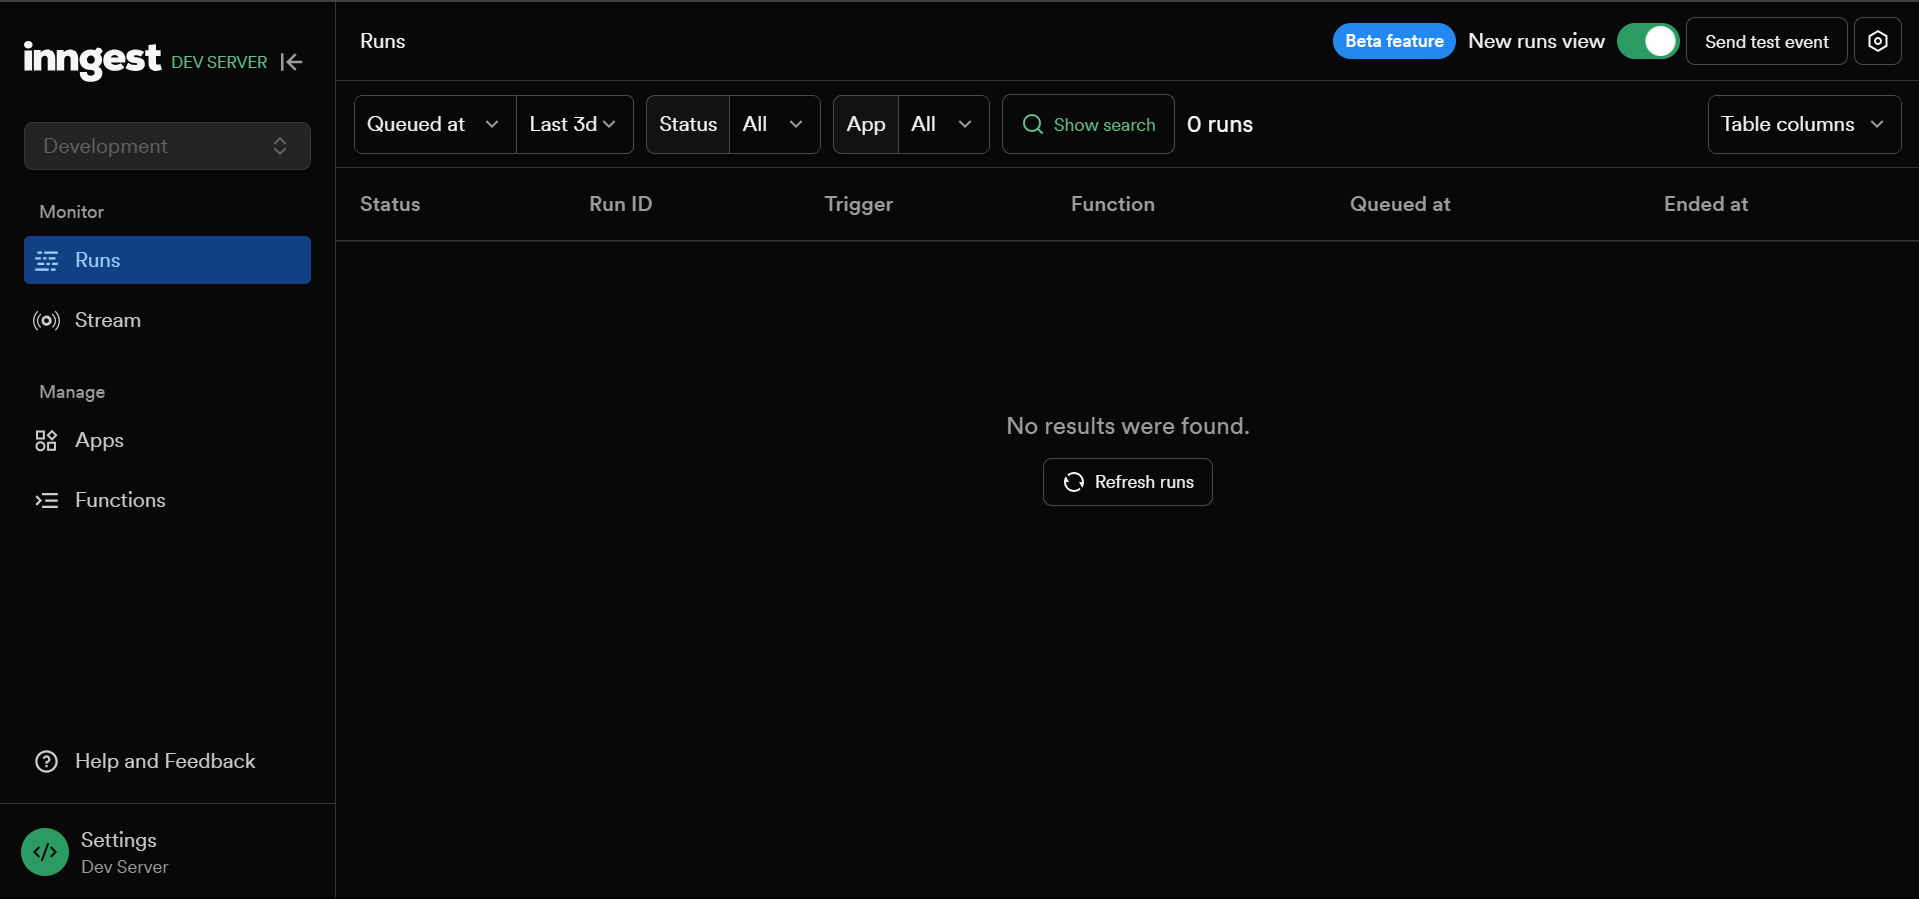 inngest DEV SERVER
Development
Monitor
Runs
Stream
Manage
Apps
Functions
Help and Feedback
Settings
Dev Server
Runs
Beta feature New runs view Send test event
Queued at Last 3d Status All App All Show search 0 runs Table columns
Status Run ID Trigger Function Queued at Ended at
No results were found.
Refresh runs